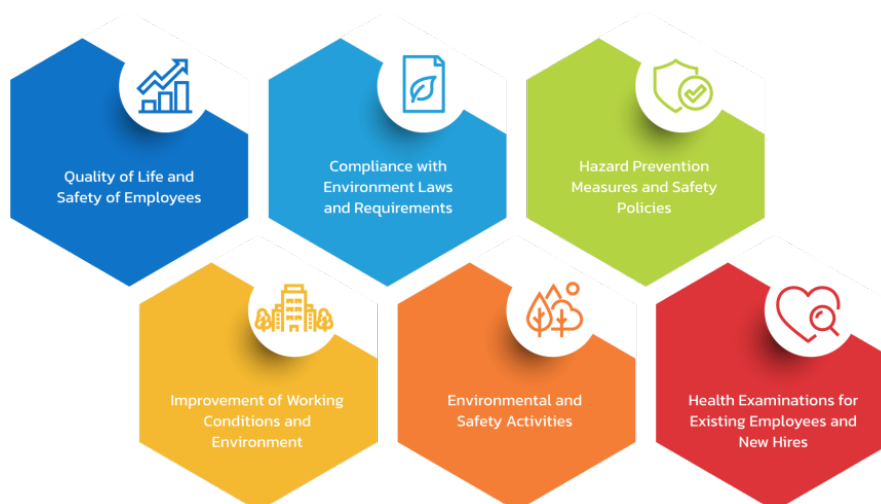 Quality of Life and
Safety of Employees
Compliance with
Environment Laws
and Requirements
Hazard Prevention
Measures and Safety
Policies
Improvement of Working
Conditions and
Environment
Environmental and
Safety Activities
Health Examinations for
Existing Employees and
New Hires